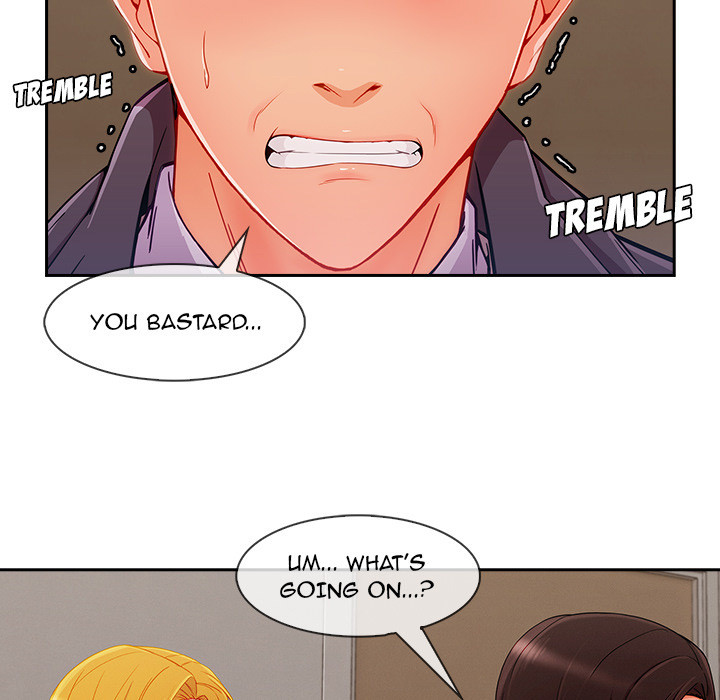 TREMBLE
TREMBLE
YOU BASTARD...
UM... WHAT'S
GOING ON...?